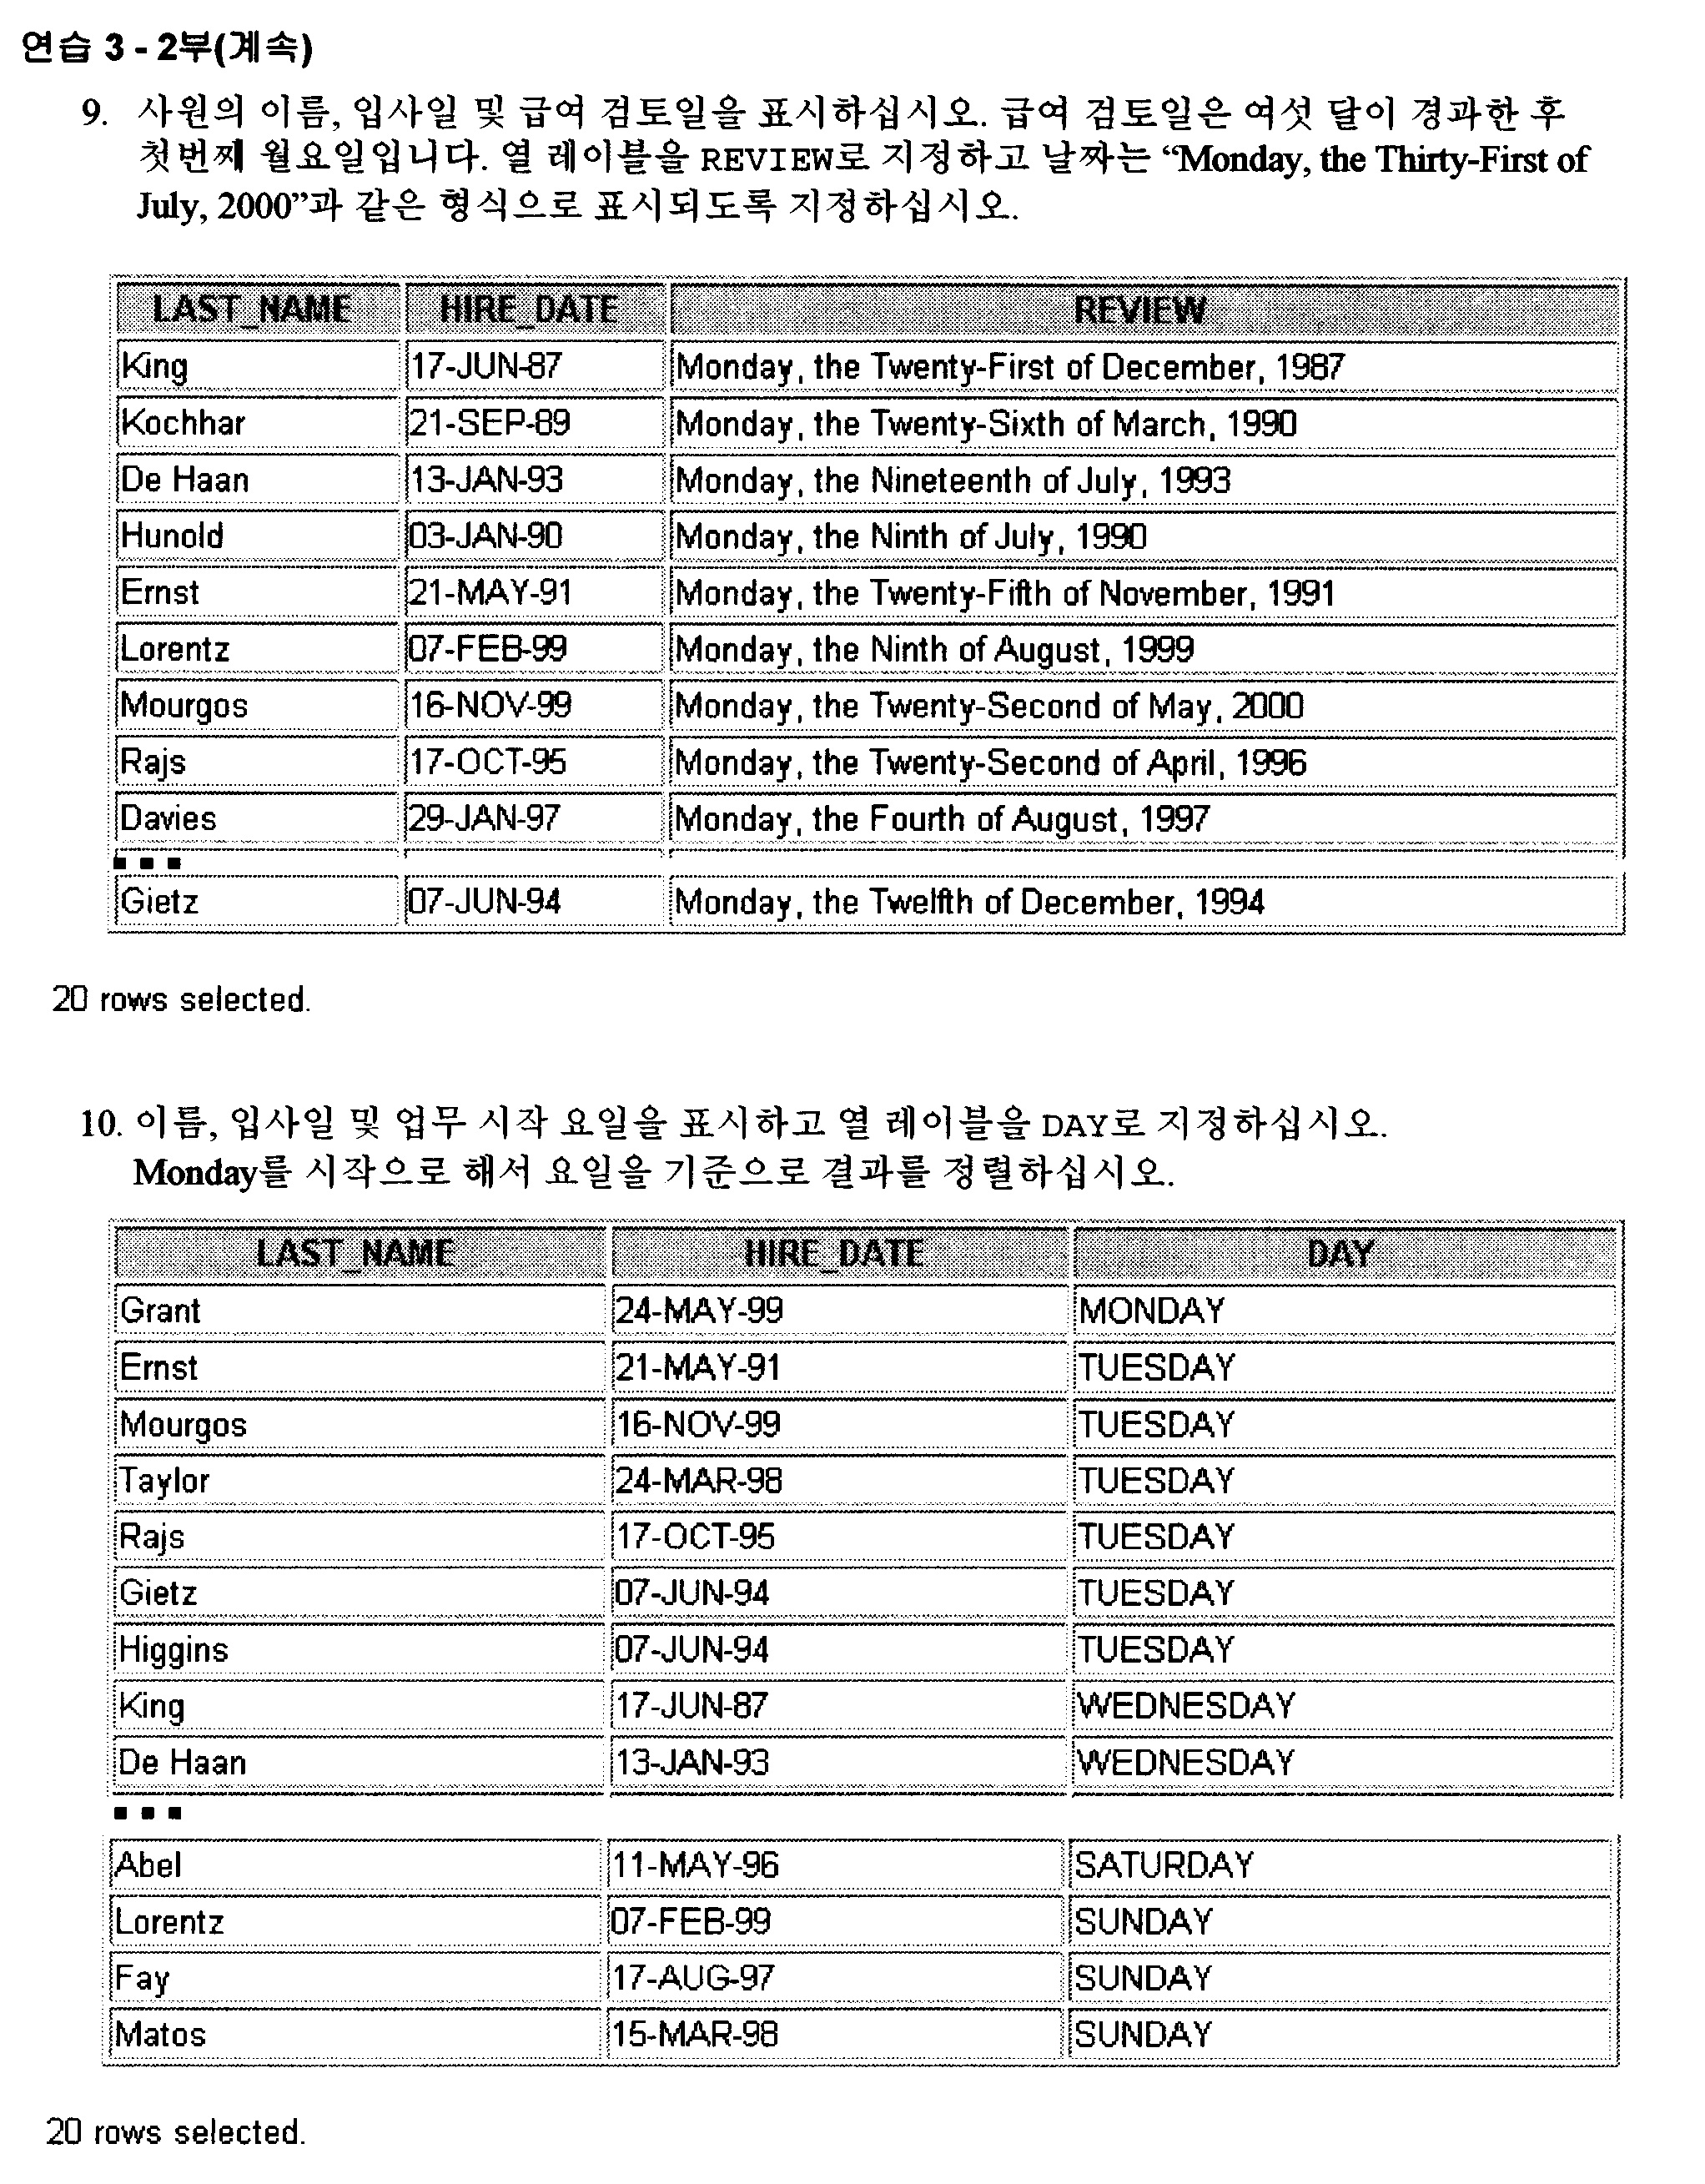 연습 3 - 2부(계속)
9. 사원의 이름, 입사일 및 급여 검토일을 표시하십시오. 급여 검토일은 여섯 달이 경과한 후
첫번째 월요일입니다. 열 레이블을 REVIEW로 지정하고 날짜는 “Monday, the Thirty-First of
July, 2000”과 같은 형식으로 표시되도록 지정하십시오.
LAST_NAME HIRE_DATE REVIEW
King 17-JUN-87 Monday, the Twenty-First of December, 1987
Kochhar 21-SEP-89 Monday, the Twenty-Sixth of March, 1990
De Haan 13-JAN-93 Monday, the Nineteenth of July, 1993
Hunold 03-JAN-90 Monday, the Ninth of July, 1990
Ernst 21-MAY-91 Monday, the Twenty-Fifth of November, 1991
Lorentz 07-FEB-99 Monday, the Ninth of August, 1999
Mourgos 16-NOV-99 Monday, the Twenty-Second of May, 2000
Rajs 17-OCT-95 Monday, the Twenty-Second of April, 1996
Davies 29-JAN-97 Monday, the Fourth of August, 1997
...
Gietz 07-JUN-94 Monday, the Twelfth of December, 1994
20 rows selected.
10. 이름, 입사일 및 업무 시작 요일을 표시하고 열 레이블을 DAY로 지정하십시오.
Monday를 시작으로 해서 요일을 기준으로 결과를 정렬하십시오.
LAST_NAME HIRE_DATE DAY
Grant 24-MAY-99 MONDAY
Ernst 21-MAY-91 TUESDAY
Mourgos 16-NOV-99 TUESDAY
Taylor 24-MAR-98 TUESDAY
Rajs 17-OCT-95 TUESDAY
Gietz 07-JUN-94 TUESDAY
Higgins 07-JUN-94 TUESDAY
King 17-JUN-87 WEDNESDAY
De Haan 13-JAN-93 WEDNESDAY
...
Abel 11-MAY-96 SATURDAY
Lorentz 07-FEB-99 SUNDAY
Fay 17-AUG-97 SUNDAY
Matos 15-MAR-98 SUNDAY
20 rows selected.